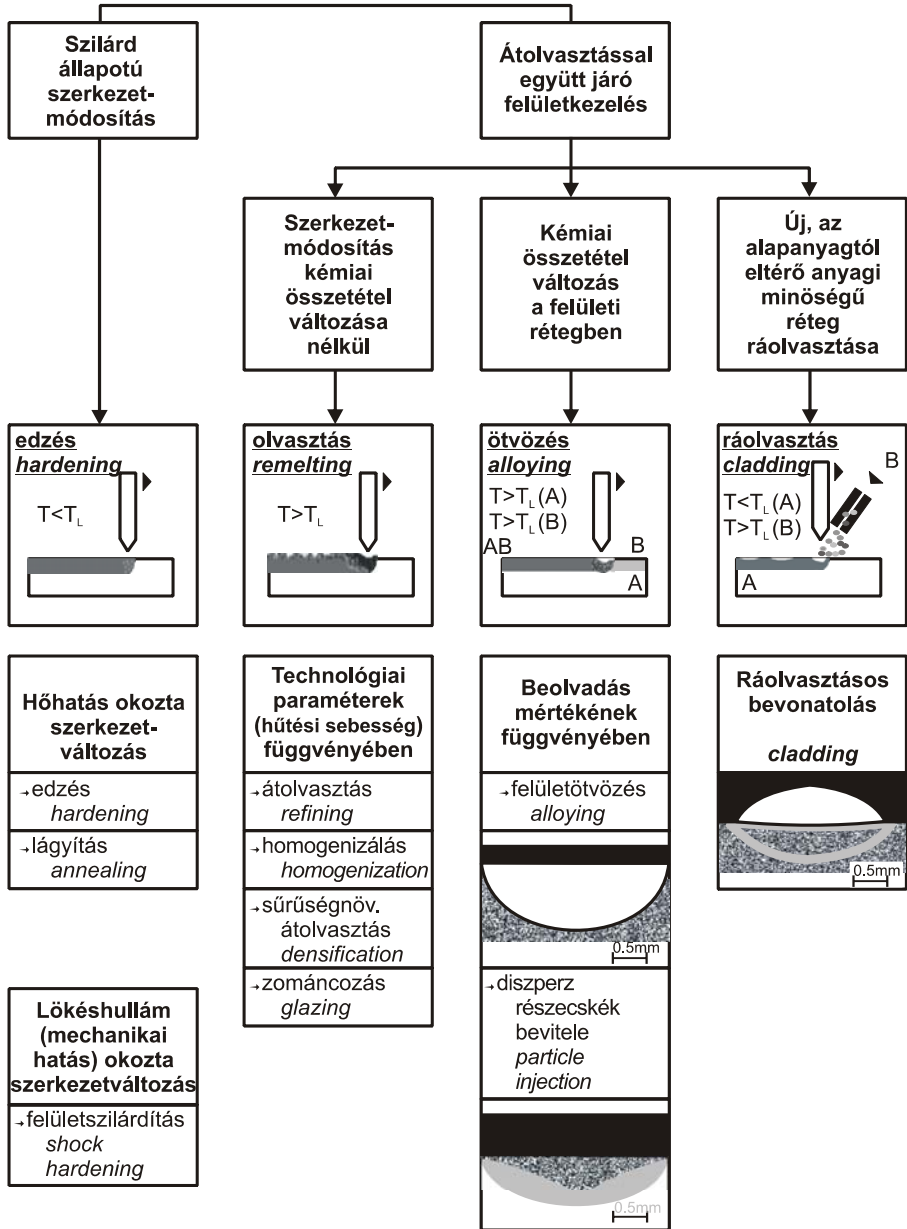 Szilárd
állapotú
szerkezet-
módosítás
Átolvasztással
együtt járó
felületkezelés
Szerkezet-
módosítás
kémiai
összetétel
változása
nélkül
Kémiai
összetétel
változás
a felületi
rétegben
Új, az
alapanyagtól
eltérő anyagi
minöségű
réteg
ráolvasztása
edzés
hardening
T<TL
olvasztás
remelting
T>TL
ötvözés
alloying
T>TL(A)
T>TL(B)
AB
B
A
ráolvasztás
cladding
B
T<TL(A)
T>TL(B)
A
Hőhatás okozta
szerkezet-
változás
→edzés
hardening
→lágyítás
annealing
Lökéshullám
(mechanikai
hatás) okozta
szerkezetváltozás
→felületszilárdítás
shock
hardening
Technológiai
paraméterek
(hűtési sebesség)
függvényében
→átolvasztás
refining
→homogenizálás
homogenization
→sűrűségnöv.
átolvasztás
densification
→zománcozás
glazing
Beolvadás
mértékének
függvényében
→felületötvözés
alloying
0.5mm
→diszperz
részecskék
bevitele
particle
injection
0.5mm
Ráolvasztásos
bevonatolás
cladding
0.5mm